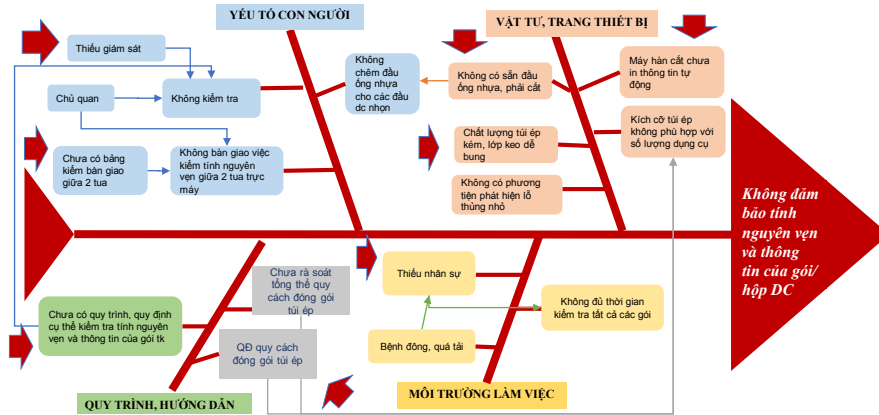 YẾU TỐ CON NGƯỜI
VẬT TƯ, TRANG THIẾT BỊ
Thiếu giám sát
Chủ quan
Không kiểm tra
Chưa có bảng
kiểm bàn giao
giữa 2 tua
Không bàn giao việc
kiểm tính nguyên
vẹn giữa 2 tua trực
máy
Không
chêm đầu
ống nhựa
cho các đầu
dc nhọn
Không có sẵn đầu
ống nhựa, phải cắt
Máy hàn cắt chưa
in thông tin tự
động
Chất lượng túi ép
kém, lớp keo dễ
bung
Kích cỡ túi ép
không phù hợp với
số lượng dụng cụ
Không có phương
tiện phát hiện lỗ
thủng nhỏ
Không đảm
bảo tính
nguyên vẹn
và thông
tin của gói/
hộp DC
Chưa có quy trình, quy định
cụ thể kiểm tra tính nguyên
vẹn và thông tin của gói tk
Chưa rà soát
tổng thể quy
cách đóng gói
túi ép
QĐ quy cách
đóng gói túi ép
Thiếu nhân sự
Không đủ thời gian
kiểm tra tất cả các gói
Bệnh đông, quá tải
QUY TRÌNH, HƯỚNG DẪN
MÔI TRƯỜNG LÀM VIỆC